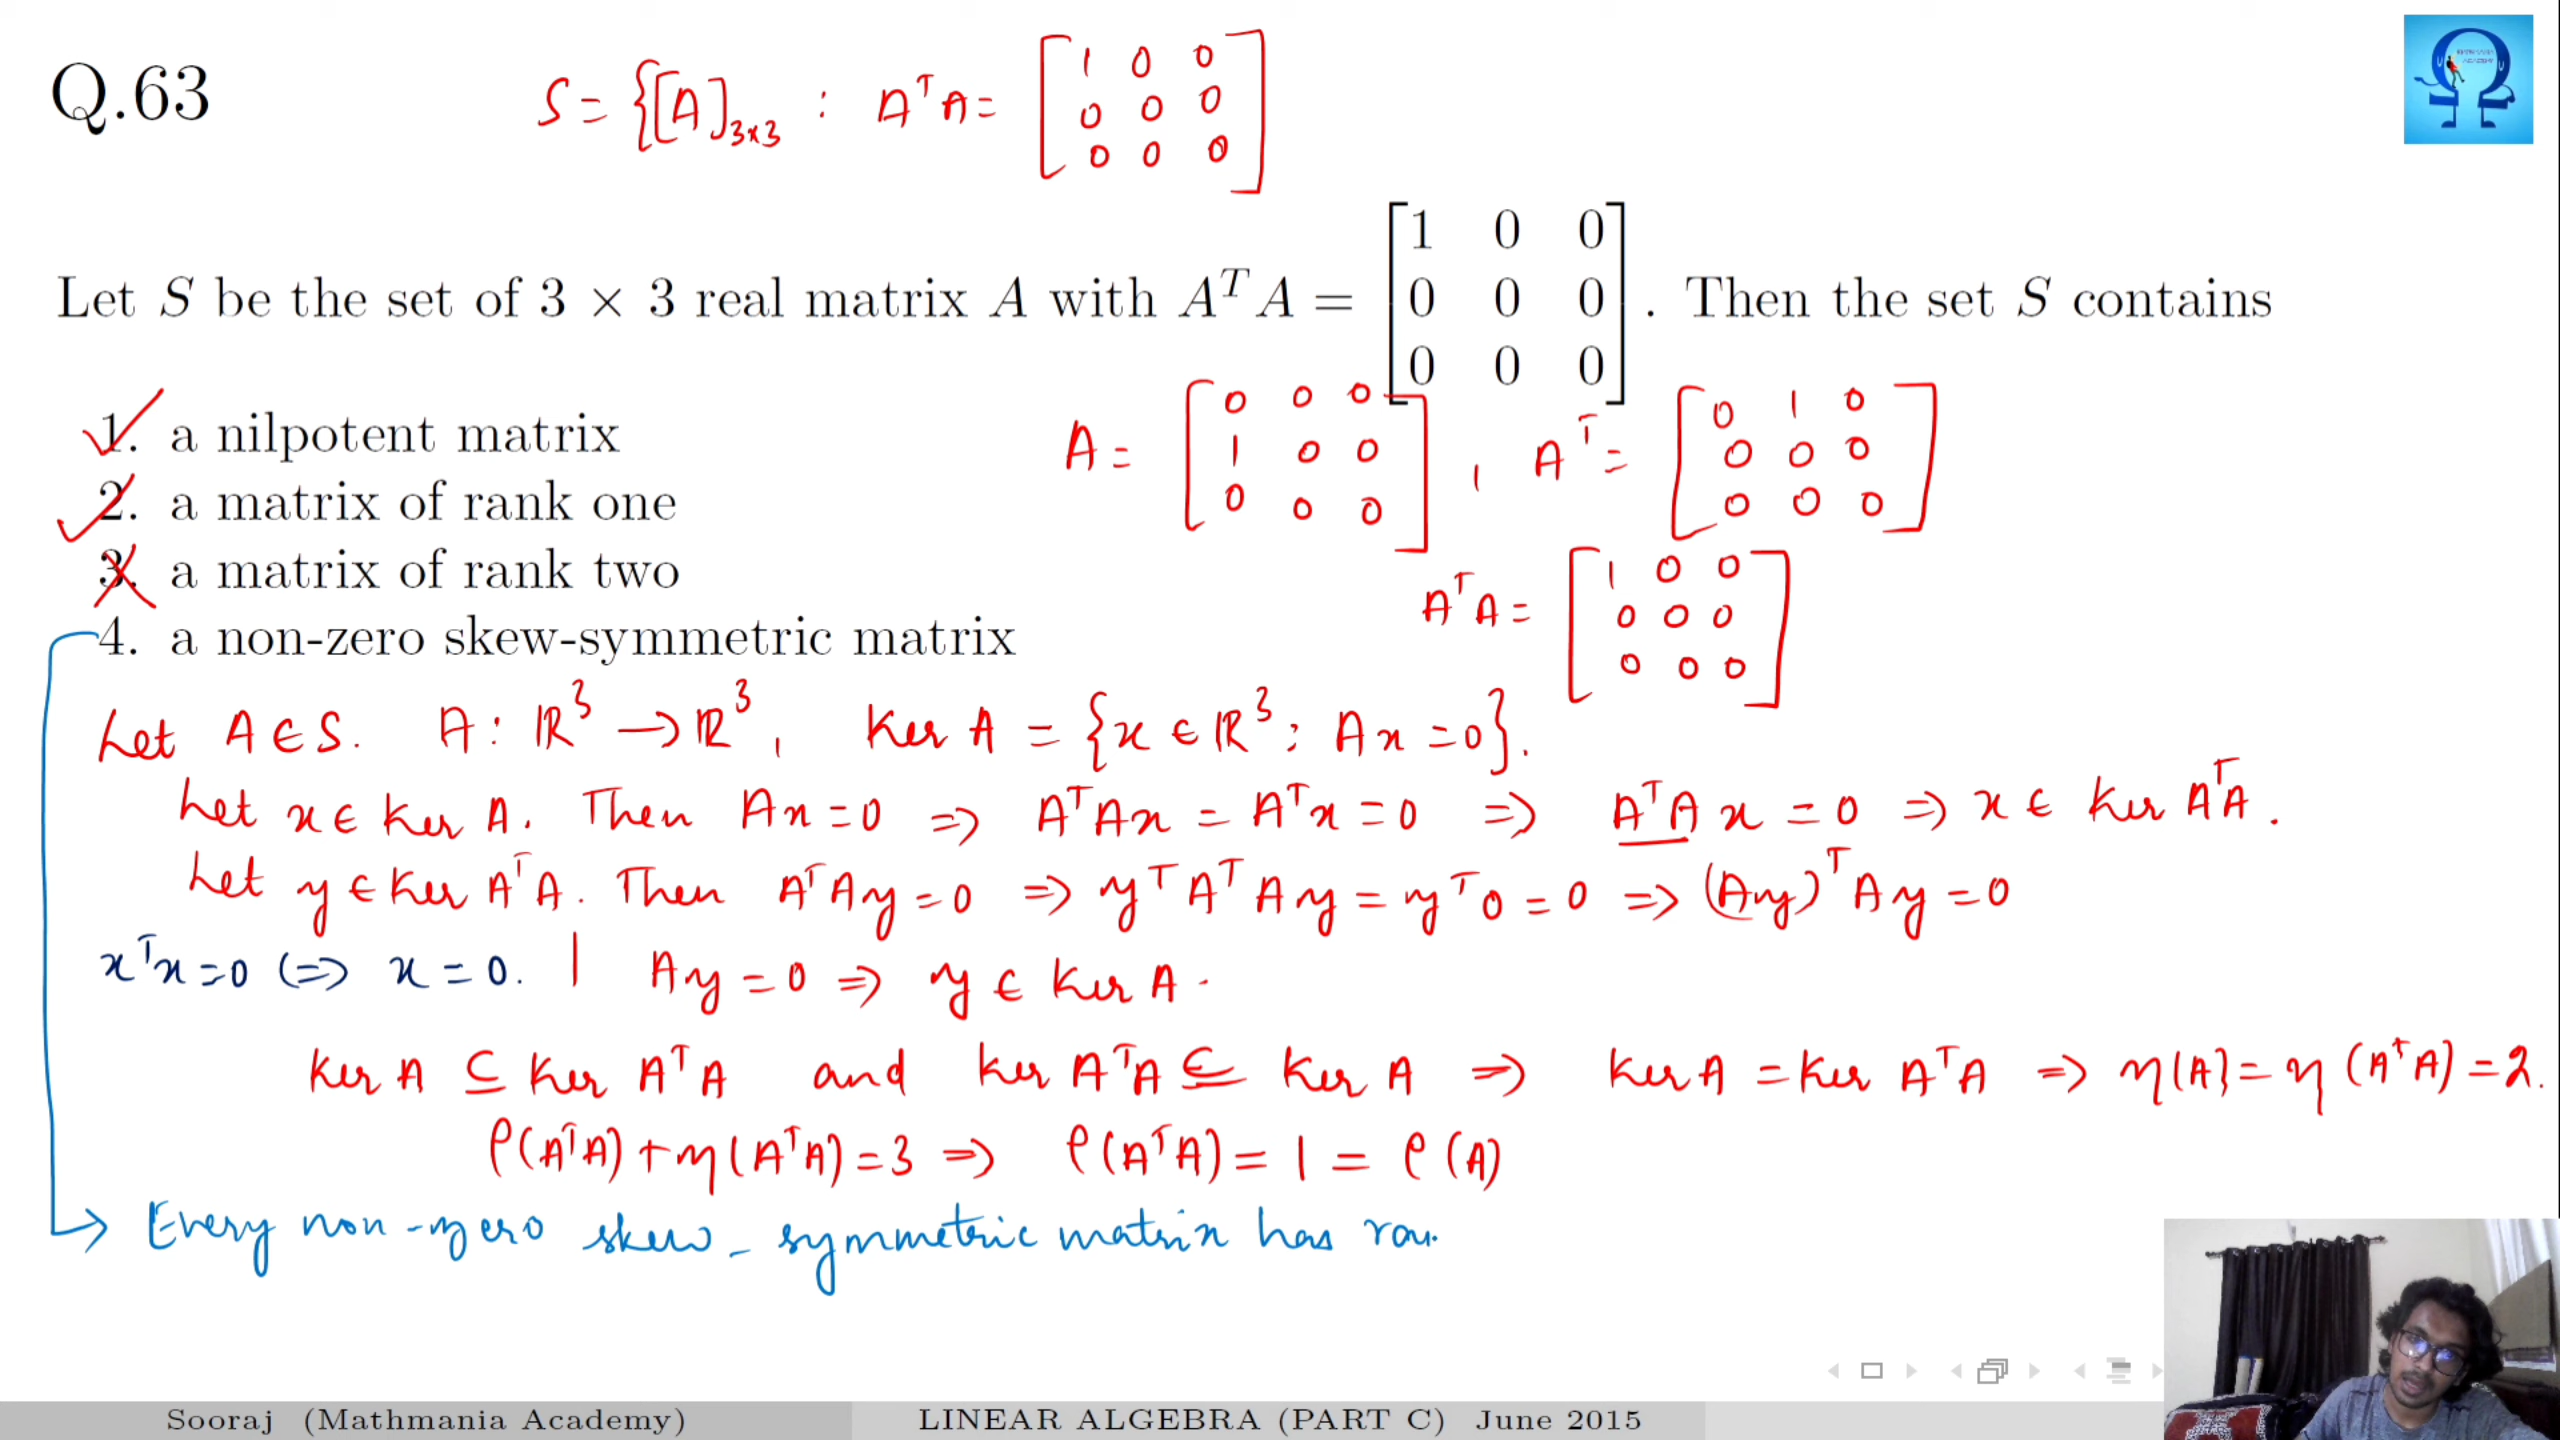 Q.63
S = {[A]₃ₓ₃ : AᵀA = [1 0 0
0 0 0
0 0 0]
Let S be the set of 3 × 3 real matrix A with AᵀA = [1 0 0
0 0 0
0 0 0]. Then the set S contains
1. a nilpotent matrix
2. a matrix of rank one
3. a matrix of rank two
4. a non-zero skew-symmetric matrix
A = [0 0 0
1 0 0
0 0 0] , Aᵀ = [0 1 0
0 0 0
0 0 0]
AᵀA = [1 0 0
0 0 0
0 0 0]
Let A ∈ S. A : ℝ³ → ℝ³, Ker A = {x ∈ ℝ³ : Ax = 0}.
Let x ∈ Ker A. Then Ax = 0 ⇒ AᵀAx = Aᵀx = 0 ⇒ AᵀAx = 0 ⇒ x ∈ Ker AᵀA.
Let y ∈ Ker AᵀA. Then AᵀAy = 0 ⇒ yᵀAᵀAy = yᵀ0 = 0 ⇒ (Ay)ᵀAy = 0
xᵀx = 0 (⇒) x = 0. | Ay = 0 ⇒ y ∈ Ker A.
Ker A ⊆ Ker AᵀA and Ker AᵀA ⊆ Ker A ⇒ Ker A = Ker AᵀA ⇒ η(A) = η(AᵀA) = 2.
ρ(AᵀA) + η(AᵀA) = 3 ⇒ ρ(AᵀA) = 1 = ρ(A)
→ Every non-zero skew-symmetric matrix has ran
Sooraj (Mathmania Academy) LINEAR ALGEBRA (PART C) June 2015